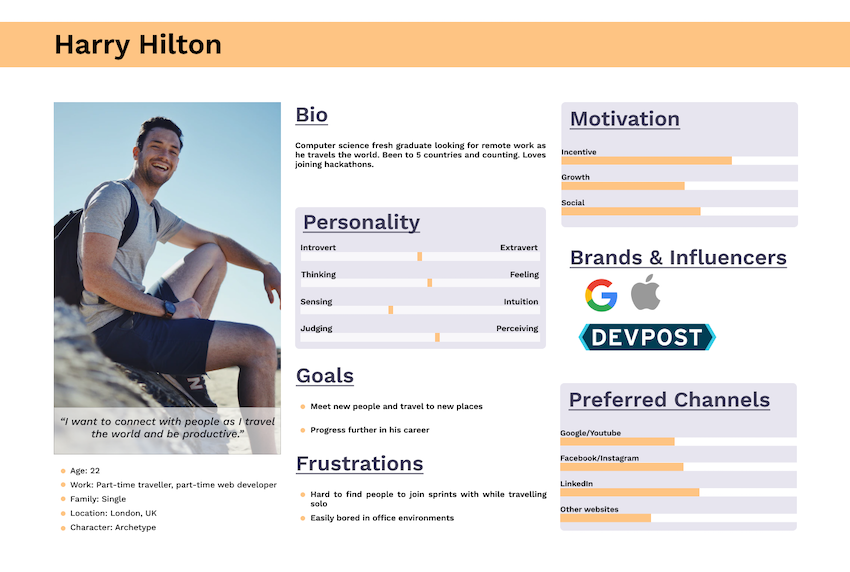 Harry Hilton
“I want to connect with people as I travel
the world and be productive.”
Age: 22
Work: Part-time traveller, part-time web developer
Family: Single
Location: London, UK
Character: Archetype
Bio
Computer science fresh graduate looking for remote work as
he travels the world. Been to 5 countries and counting. Loves
joining hackathons.
Personality
Introvert Extravert
Thinking Feeling
Sensing Intuition
Judging Perceiving
Goals
Meet new people and travel to new places
Progress further in his career
Frustrations
Hard to find people to join sprints with while travelling
solo
Easily bored in office environments
Motivation
Incentive
Growth
Social
Brands & Influencers
G
DEVPOST
Preferred Channels
Google/Youtube
Facebook/Instagram
LinkedIn
Other websites